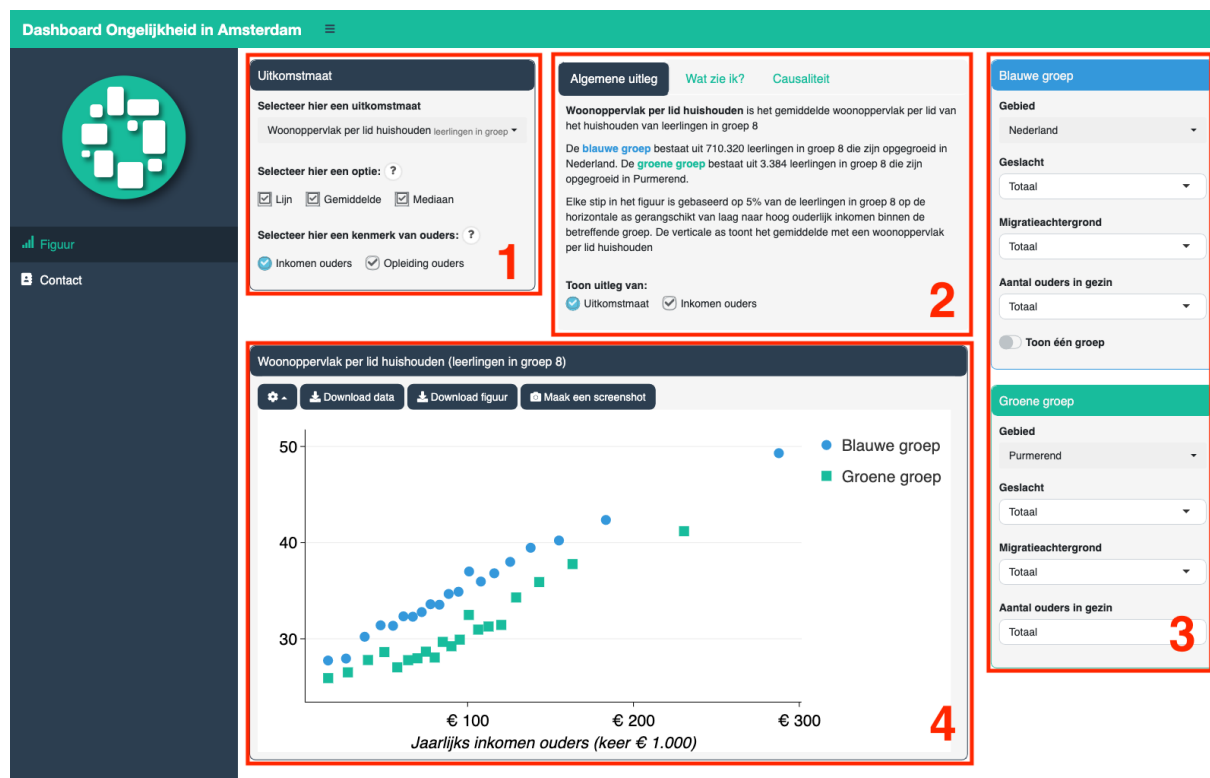 Dashboard Ongelijkheid in Amsterdam
Figuur
Contact
Uitkomstmaat
Selecteer hier een uitkomstmaat
Woonoppervlak per lid huishouden leerlingen in groep
Selecteer hier een optie: ?
Lijn Gemiddelde Mediaan
Selecteer hier een kenmerk van ouders: ?
Inkomen ouders Opleiding ouders
1
Algemene uitleg Wat zie ik? Causaliteit
Woonoppervlak per lid huishouden is het gemiddelde woonoppervlak per lid van
het huishouden van leerlingen in groep 8
De blauwe groep bestaat uit 710.320 leerlingen in groep 8 die zijn opgegroeid in
Nederland. De groene groep bestaat uit 3.384 leerlingen in groep 8 die zijn
opgegroeid in Purmerend.
Elke stip in het figuur is gebaseerd op 5% van de leerlingen in groep 8 op de
horizontale as gerangschikt van laag naar hoog ouderlijk inkomen binnen de
betreffende groep. De verticale as toont het gemiddelde met een woonoppervlak
per lid huishouden
Toon uitleg van:
Uitkomstmaat Inkomen ouders
2
Blauwe groep
Gebied
Nederland
Geslacht
Totaal
Migratieachtergrond
Totaal
Aantal ouders in gezin
Totaal
Toon één groep
Groene groep
Gebied
Purmerend
Geslacht
Totaal
Migratieachtergrond
Totaal
Aantal ouders in gezin
Totaal
3
Woonoppervlak per lid huishouden (leerlingen in groep 8)
Download data Download figuur Maak een screenshot
50
40
30
Blauwe groep
Groene groep
€ 100 € 200 € 300
Jaarlijks inkomen ouders (keer € 1.000)
4